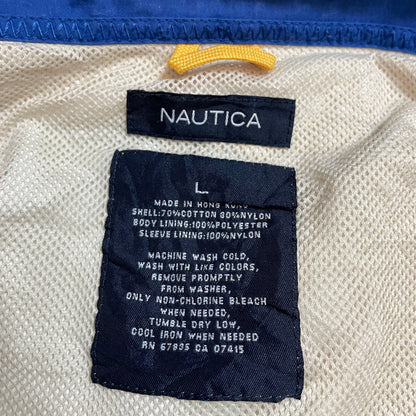 NAUTICA
L
MADE IN HONG KONG
SHELL:70%COTTON 30%NYLON
BODY LINING:100%POLYESTER
SLEEVE LINING:100%NYLON
MACHINE WASH COLD,
WASH WITH LIKE COLORS,
REMOVE PROMPTLY
FROM WASHER,
ONLY NON-CHLORINE BLEACH
WHEN NEEDED,
TUMBLE DRY LOW,
COOL IRON WHEN NEEDED
RN 67835 CA 07415